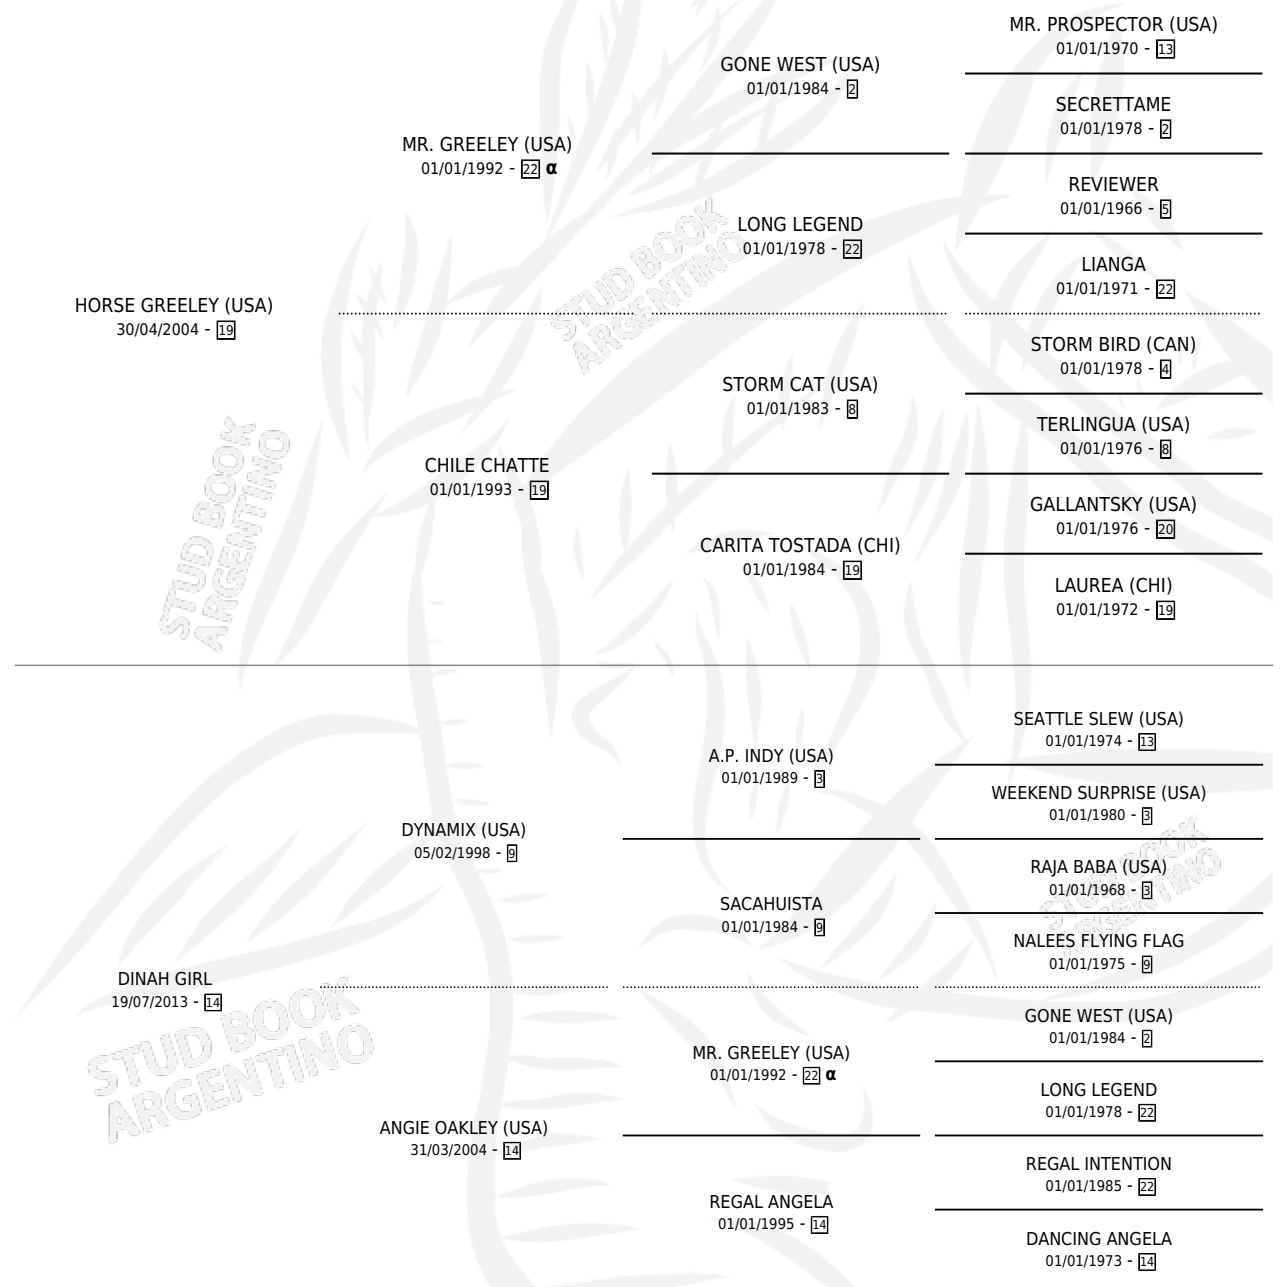 MR. PROSPECTOR (USA)
01/01/1970 - 13
GONE WEST (USA)
01/01/1984 - 2
SECRETTAME
01/01/1978 - 2
MR. GREELEY (USA)
01/01/1992 - 22 α
REVIEWER
01/01/1966 - 5
LONG LEGEND
01/01/1978 - 22
LIANGA
01/01/1971 - 22
HORSE GREELEY (USA)
30/04/2004 - 19
STORM BIRD (CAN)
01/01/1978 - 4
STORM CAT (USA)
01/01/1983 - 8
TERLINGUA (USA)
01/01/1976 - 8
CHILE CHATTE
01/01/1993 - 19
GALLANTSKY (USA)
01/01/1976 - 20
CARITA TOSTADA (CHI)
01/01/1984 - 19
LAUREA (CHI)
01/01/1972 - 19
SEATTLE SLEW (USA)
01/01/1974 - 13
A.P. INDY (USA)
01/01/1989 - 3
WEEKEND SURPRISE (USA)
01/01/1980 - 3
DYNAMIX (USA)
05/02/1998 - 9
RAJA BABA (USA)
01/01/1968 - 3
SACAHUISTA
01/01/1984 - 9
NALEES FLYING FLAG
01/01/1975 - 9
DINAH GIRL
19/07/2013 - 14
GONE WEST (USA)
01/01/1984 - 2
MR. GREELEY (USA)
01/01/1992 - 22 α
LONG LEGEND
01/01/1978 - 22
ANGIE OAKLEY (USA)
31/03/2004 - 14
REGAL INTENTION
01/01/1985 - 22
REGAL ANGELA
01/01/1995 - 14
DANCING ANGELA
01/01/1973 - 14
STUD BOOK
ARGENTINO
STUD BOOK
ARGENTINO
STUD BOOK
ARGENTINO
STUD BOOK
ARGENTINO